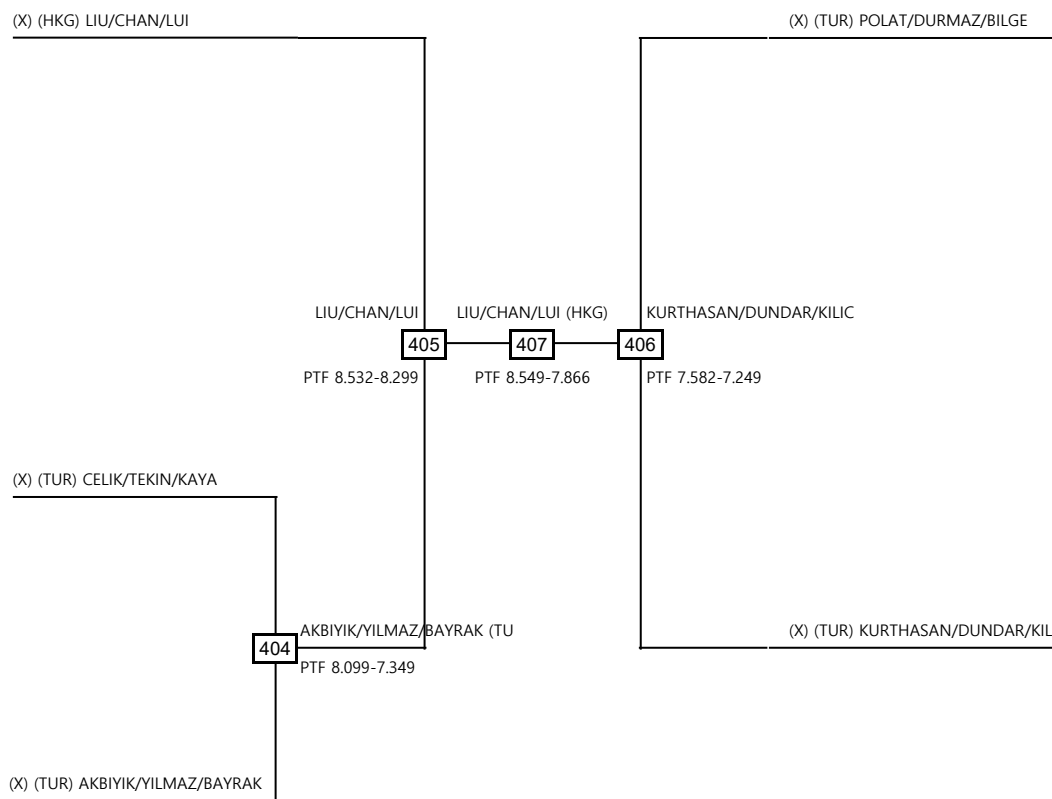 (X) (HKG) LIU/CHAN/LUI
(X) (TUR) POLAT/DURMAZ/BILGE
LIU/CHAN/LUI
LIU/CHAN/LUI (HKG)
KURTHASAN/DUNDAR/KILIC
405
407
406
PTF 8.532-8.299
PTF 8.549-7.866
PTF 7.582-7.249
(X) (TUR) CELIK/TEKIN/KAYA
AKBIYIK/YILMAZ/BAYRAK (TU
(X) (TUR) KURTHASAN/DUNDAR/KIL
404
PTF 8.099-7.349
(X) (TUR) AKBIYIK/YILMAZ/BAYRAK